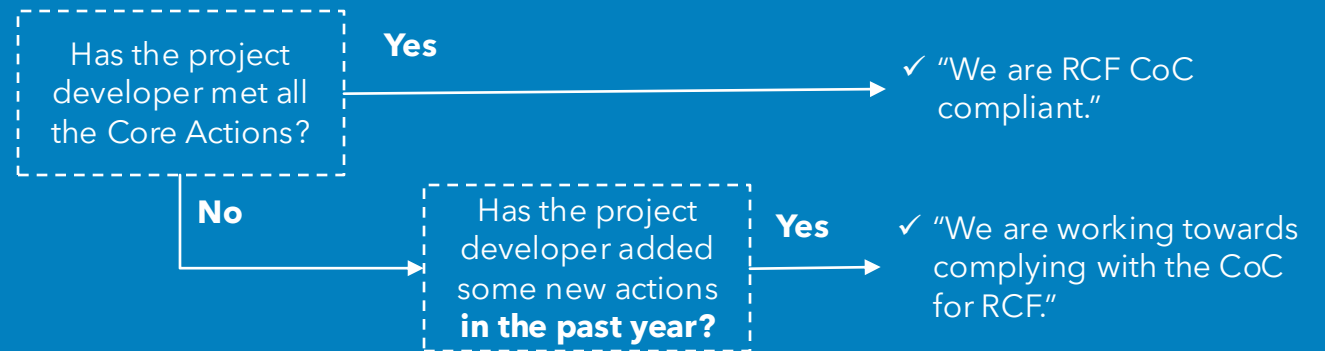 Has the project
developer met all
the Core Actions?
Yes
✓ "We are RCF CoC
compliant."
No
Has the project
developer added
some new actions
in the past year?
Yes
✓ "We are working towards
complying with the CoC
for RCF."